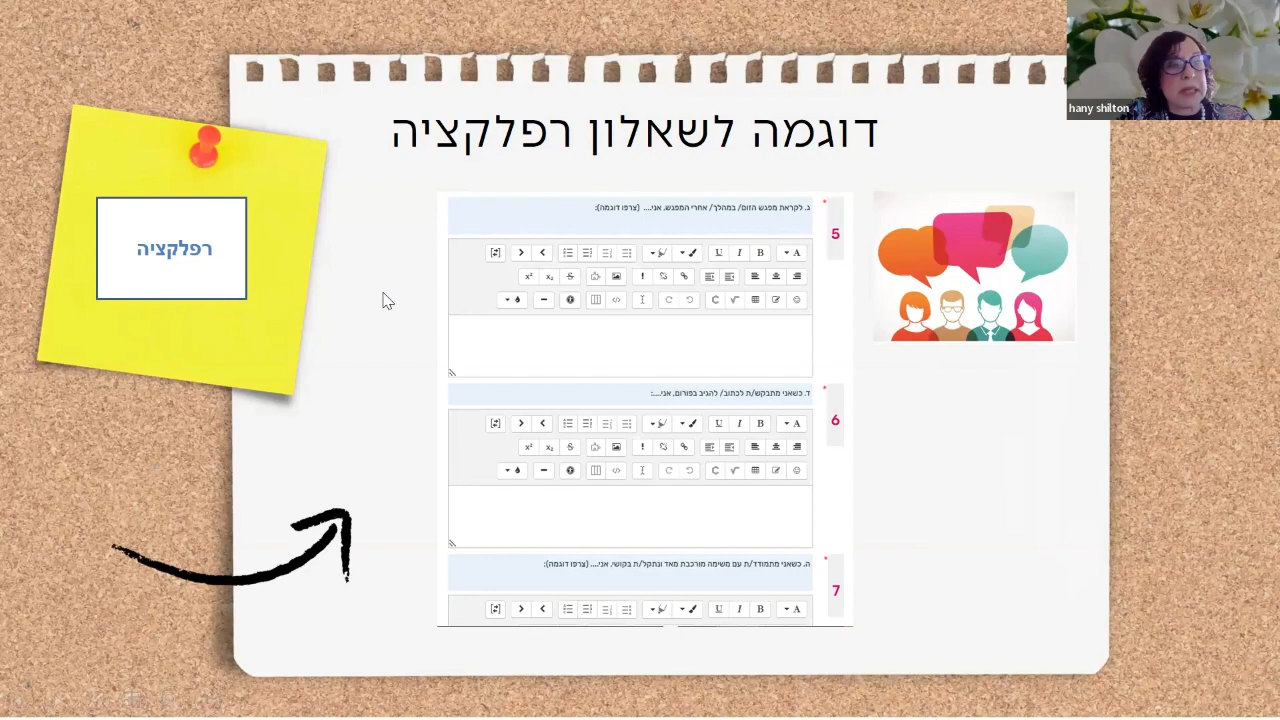 hany shilton
דוגמה לשאלון רפלקציה
רפלקציה
5
ג. לקראת מפגש הזום/ במהלך/ אחרי המפגש, אני.... (צרפו דוגמה):
6
ד. כשאני מתבקש/ת לכתוב/ להגיב בפורום, אני....:
7
ה. כשאני מתמודד/ת עם משימה מורכבת מאד ונתקל/ת בקושי, אני.... (צרפו דוגמה):